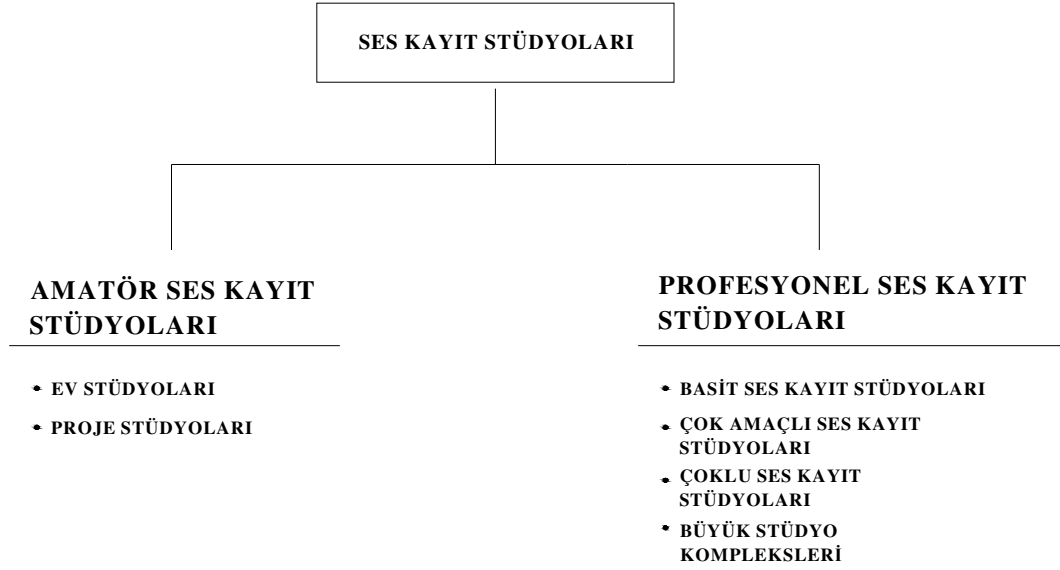 SES KAYIT STÜDYOLARI
AMATÖR SES KAYIT
STÜDYOLARI
• EV STÜDYOLARI
• PROJE STÜDYOLARI
PROFESYONEL SES KAYIT
STÜDYOLARI
• BASİT SES KAYIT STÜDYOLARI
• ÇOK AMAÇLI SES KAYIT
STÜDYOLARI
• ÇOKLU SES KAYIT
STÜDYOLARI
• BÜYÜK STÜDYO
KOMPLEKSLERİ